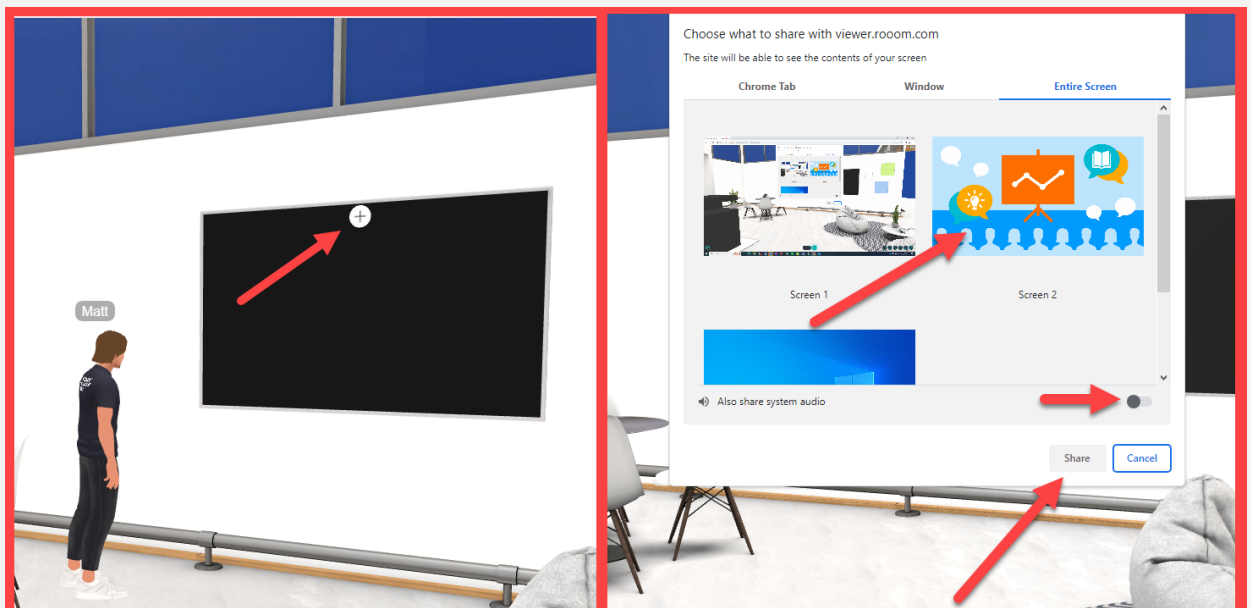 Matt
Choose what to share with viewer.rooom.com
The site will be able to see the contents of your screen
Chrome Tab
Window
Entire Screen
Screen 1
Screen 2
Also share system audio
Share
Cancel